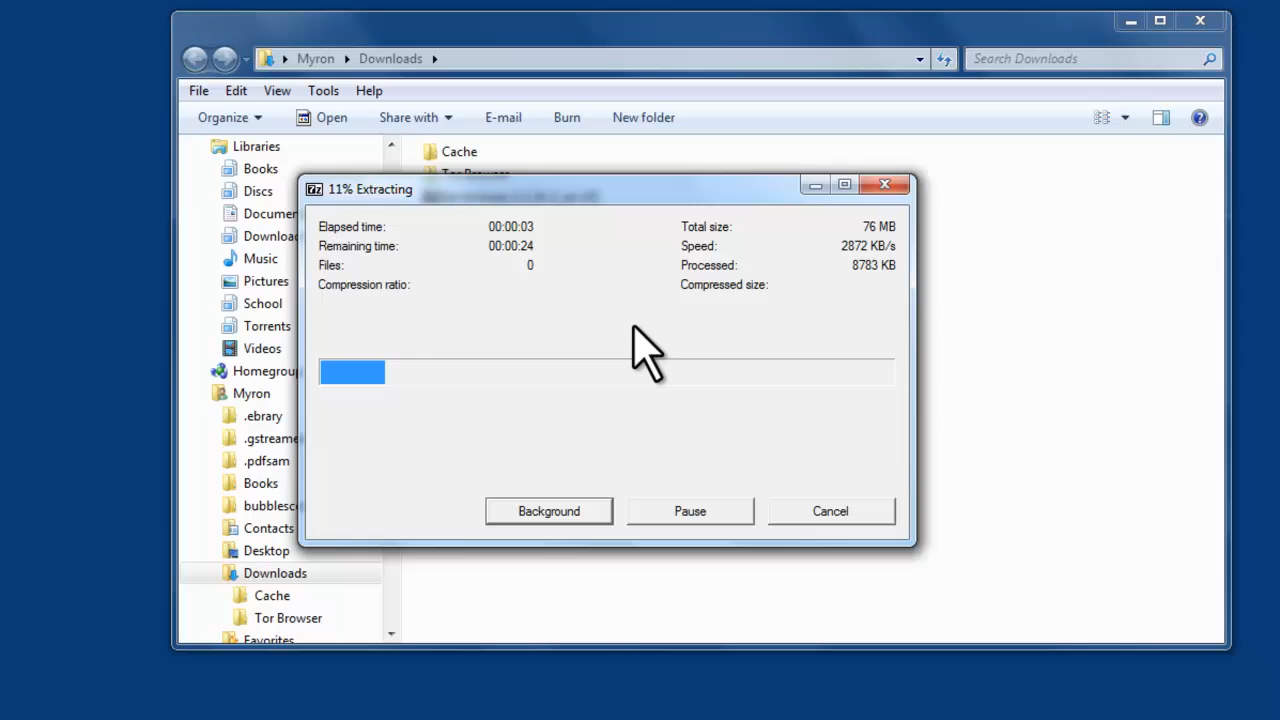 Myron Downloads
Search Downloads
File Edit View Tools Help
Organize Open Share with E-mail Burn New folder
Libraries
Books
Discs
Documen
Downloac
Music
Pictures
School
Torrents
Videos
Homegroup
Myron
.ebrary
.gstreame
.pdfsam
Books
bubblesc
Contacts
Desktop
Downloads
Cache
Tor Browser
Favorites
Cache
Tor Browser
7z 11% Extracting
Elapsed time: 00:00:03 Total size: 76 MB
Remaining time: 00:00:24 Speed: 2872 KB/s
Files: 0 Processed: 8783 KB
Compression ratio: Compressed size:
Background Pause Cancel